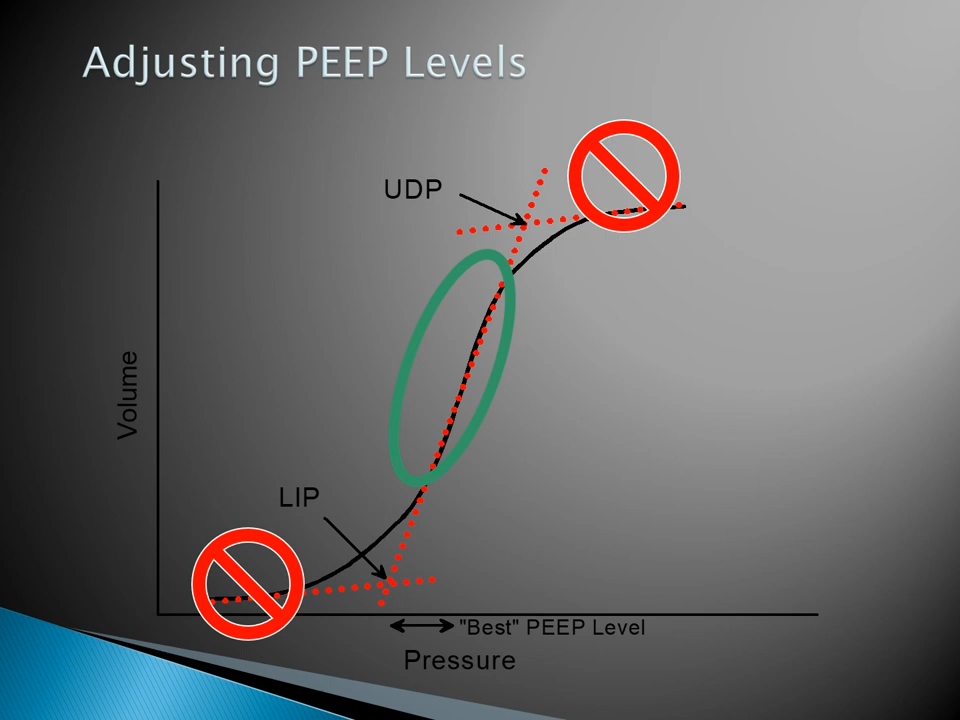 Adjusting PEEP Levels
UDP
Volume
LIP
"Best" PEEP Level
Pressure